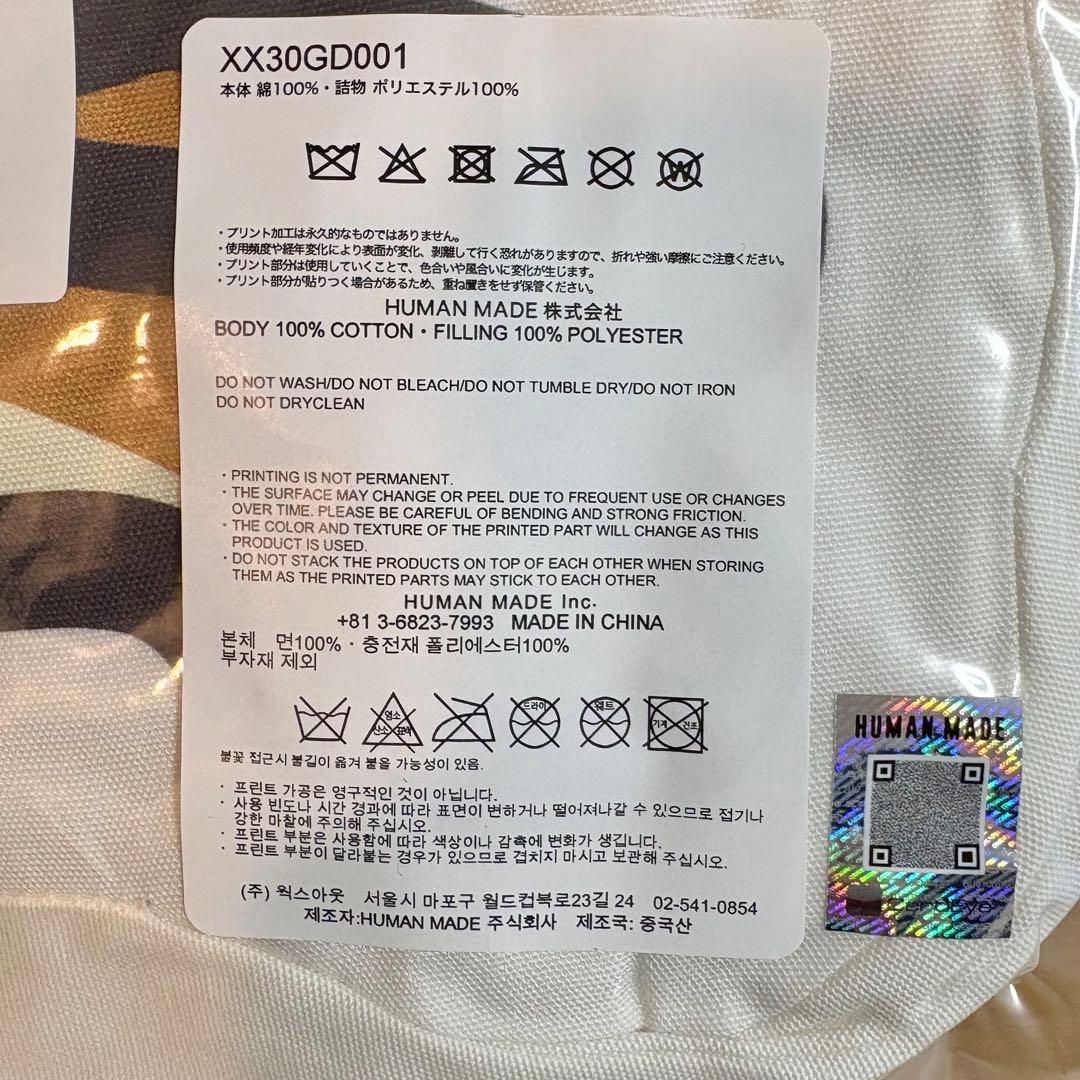 XX30GD001
本体 綿100%・詰物 ポリエステル100%
W
・プリント加工は永久的なものではありません。
・使用頻度や経年変化により表面が変化、剥離して行く恐れがありますので、折れや強い摩擦にご注意ください。
・プリント部分は使用していくことで、色合いや風合いに変化が生じます。
・プリント部分が貼りつく場合があるため、重ね置きをせず保管ください。
HUMAN MADE 株式会社
BODY 100% COTTON・FILLING 100% POLYESTER
DO NOT WASH/DO NOT BLEACH/DO NOT TUMBLE DRY/DO NOT IRON
DO NOT DRYCLEAN
・PRINTING IS NOT PERMANENT.
・THE SURFACE MAY CHANGE OR PEEL DUE TO FREQUENT USE OR CHANGES
OVER TIME. PLEASE BE CAREFUL OF BENDING AND STRONG FRICTION.
・THE COLOR AND TEXTURE OF THE PRINTED PART WILL CHANGE AS THIS
PRODUCT IS USED.
・DO NOT STACK THE PRODUCTS ON TOP OF EACH OTHER WHEN STORING
THEM AS THE PRINTED PARTS MAY STICK TO EACH OTHER.
HUMAN MADE Inc.
+81 3-6823-7993 MADE IN CHINA
본체 면100%・충전재 폴리에스터100%
부자재 제외
염소 드라이 웨트
산소 표백 기계 건조
불꽃 접근시 불길이 옮겨 붙을 가능성이 있음.
・프린트 가공은 영구적인 것이 아닙니다.
・사용 빈도나 시간 경과에 따라 표면이 변하거나 떨어져나갈 수 있으므로 접기나
강한 마찰에 주의해 주십시오.
・프린트 부분은 사용함에 따라 색상이나 감촉에 변화가 생깁니다.
・프린트 부분이 달라붙는 경우가 있으므로 겹치지 마시고 보관해 주십시오.
(주) 웍스아웃 서울시 마포구 월드컵북로23길 24 02-541-0854
제조자:HUMAN MADE 주식회사 제조국: 중국산
HUMAN MADE